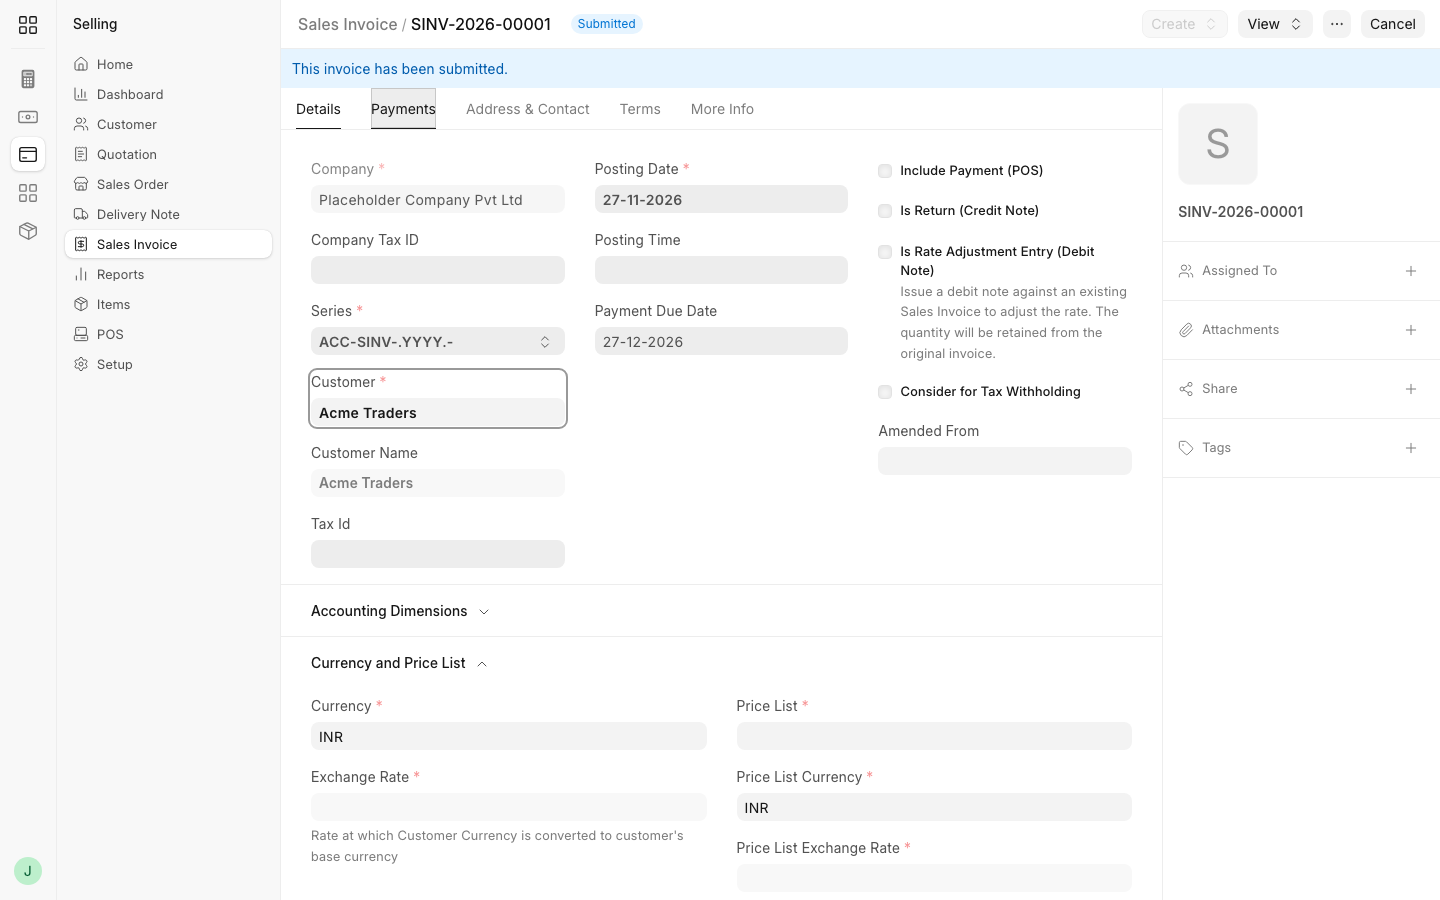 Selling
Home
Dashboard
Customer
Quotation
Sales Order
Delivery Note
Sales Invoice
Reports
Items
POS
Setup
J
Sales Invoice / SINV-2026-00001 Submitted
Create View ··· Cancel
This invoice has been submitted.
Details Payments Address & Contact Terms More Info
Company *
Placeholder Company Pvt Ltd
Company Tax ID
Series *
ACC-SINV-.YYYY.-
Customer *
Acme Traders
Customer Name
Acme Traders
Tax Id
Posting Date *
27-11-2026
Posting Time
Payment Due Date
27-12-2026
Include Payment (POS)
Is Return (Credit Note)
Is Rate Adjustment Entry (Debit
Note)
Issue a debit note against an existing
Sales Invoice to adjust the rate. The
quantity will be retained from the
original invoice.
Consider for Tax Withholding
Amended From
Accounting Dimensions
Currency and Price List
Currency *
INR
Exchange Rate *
Rate at which Customer Currency is converted to customer's
base currency
Price List *
Price List Currency *
INR
Price List Exchange Rate *
S
SINV-2026-00001
Assigned To
Attachments
Share
Tags